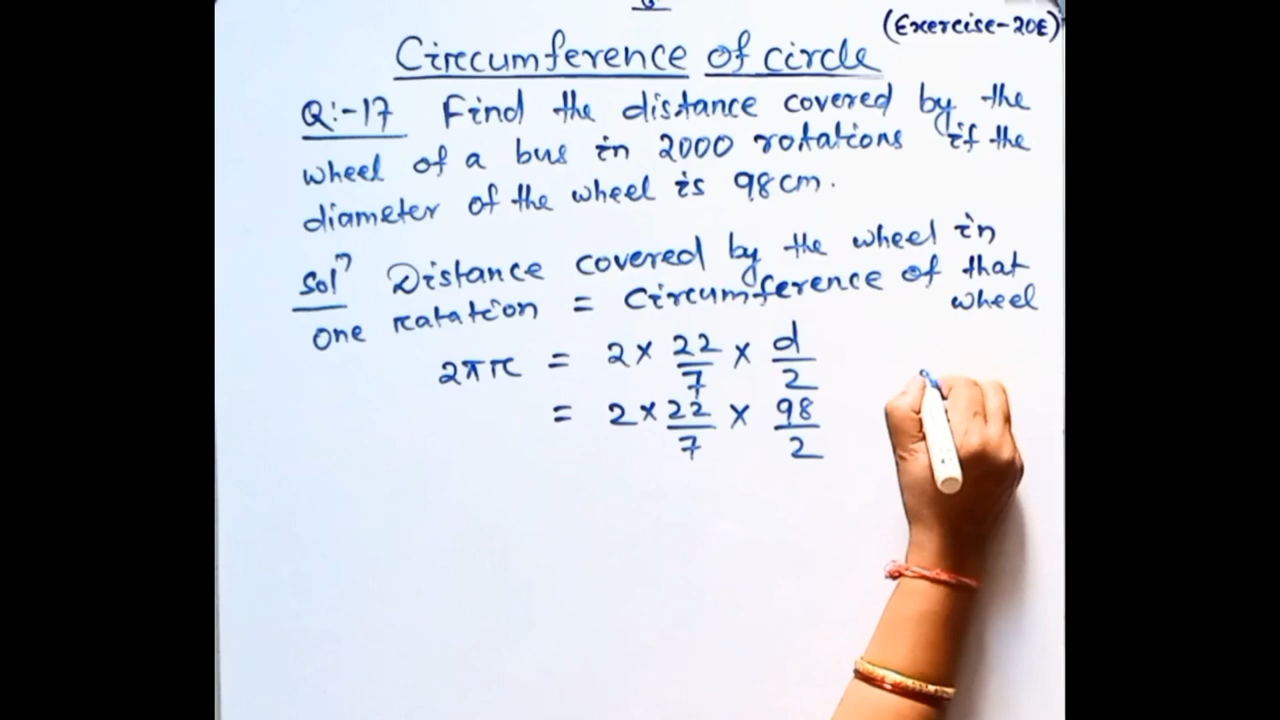 (Exercise-20E)
Circumference of circle
Q:-17 Find the distance covered by the
wheel of a bus in 2000 rotations if the
diameter of the wheel is 98cm.
Solⁿ Distance covered by the wheel in
one ratation = circumference of that
wheel
2πr = 2 × 22/7 × d/2
= 2 × 22/7 × 98/2